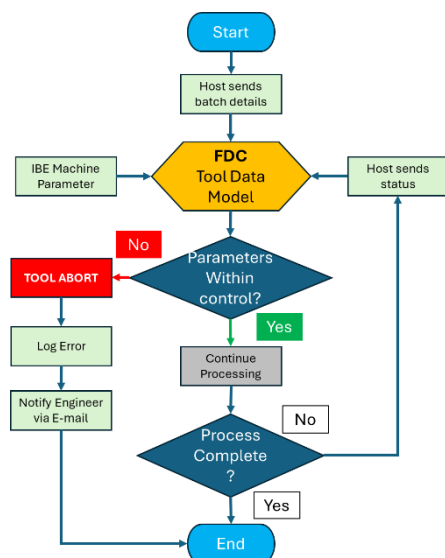 Start
Host sends
batch details
IBE Machine
Parameter
FDC
Tool Data
Model
Host sends
status
No
Parameters
Within
control?
TOOL ABORT
Yes
Log Error
Continue
Processing
Notify Engineer
via E-mail
No
Process
Complete
?
Yes
End